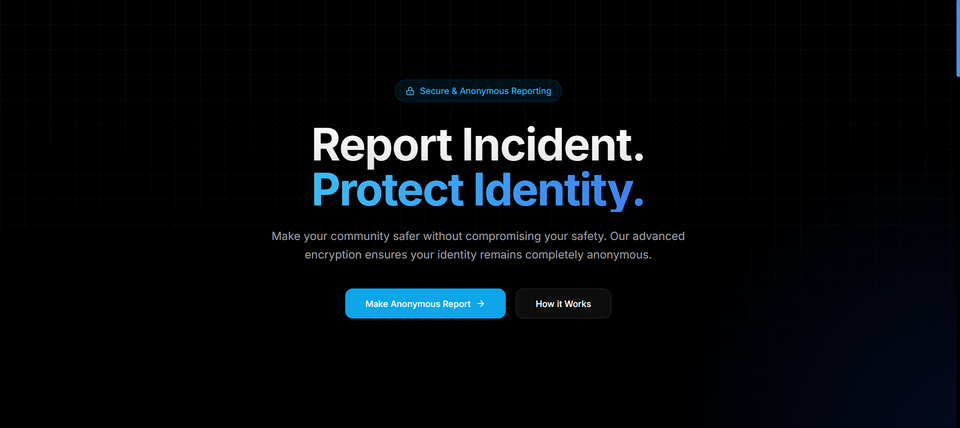 Secure & Anonymous Reporting
Report Incident.
Protect Identity.
Make your community safer without compromising your safety. Our advanced
encryption ensures your identity remains completely anonymous.
Make Anonymous Report →
How it Works